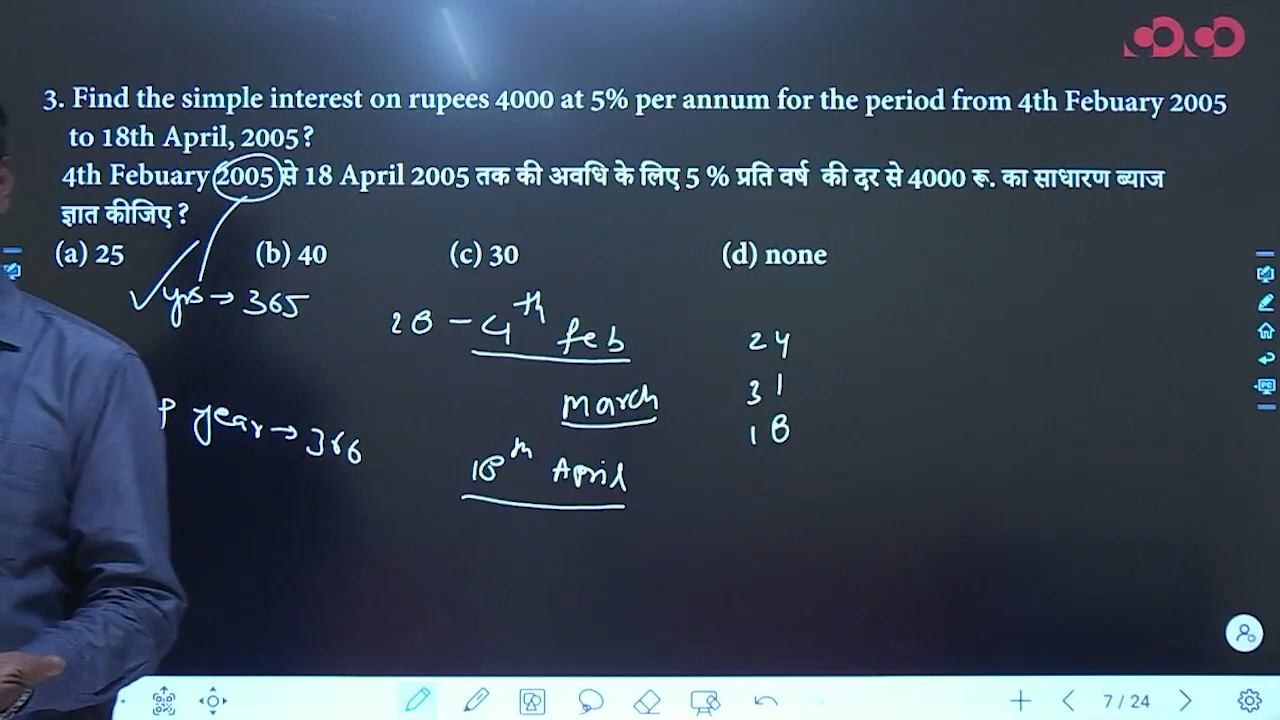 3. Find the simple interest on rupees 4000 at 5% per annum for the period from 4th Febuary 2005
to 18th April, 2005?
4th Febuary 2005 से 18 April 2005 तक की अवधि के लिए 5 % प्रति वर्ष की दर से 4000 रू. का साधारण ब्याज
ज्ञात कीजिए ?
(a) 25 (b) 40 (c) 30 (d) none
yrs → 365
28 - 4th feb 24
March 31
P year → 366
18th April 18
7 / 24